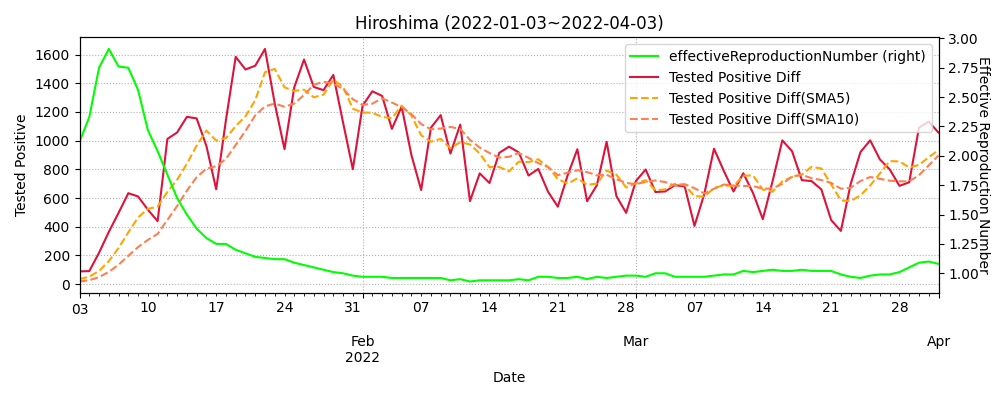 Hiroshima (2022-01-03~2022-04-03)
effectiveReproductionNumber (right)
Tested Positive Diff
Tested Positive Diff(SMA5)
Tested Positive Diff(SMA10)
Tested Positive
1600
1400
1200
1000
800
600
400
200
0
3.00
2.75
2.50
2.25
2.00
1.75
1.50
1.25
1.00
Effective Reproduction Number
03 10 17 24 31 07 14 21 28 07 14 21 28
Feb Mar Apr
2022
Date